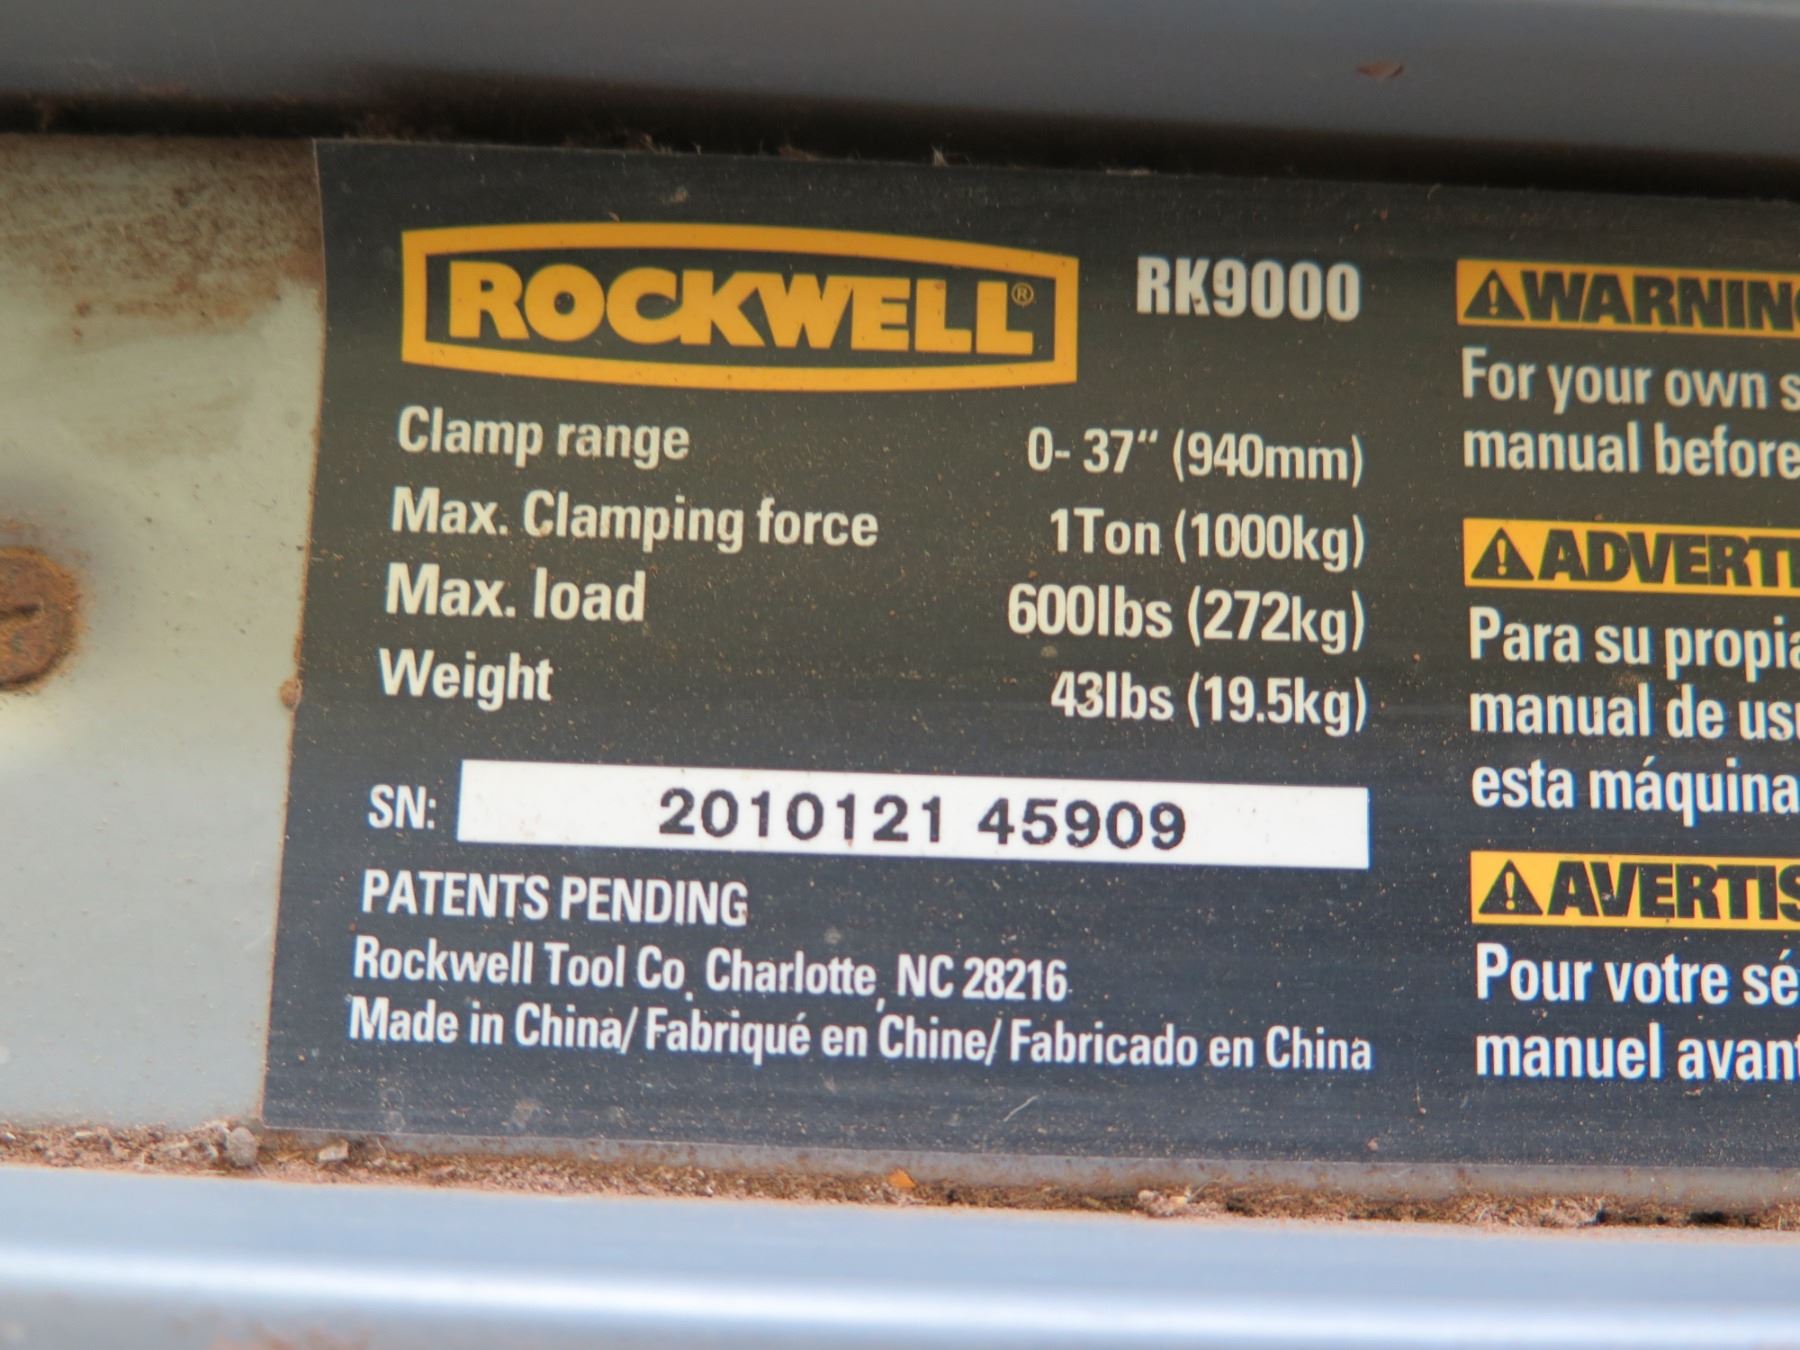 ROCKWELL® RK9000
Clamp range 0- 37“ (940mm)
Max. Clamping force 1Ton (1000kg)
Max. load 600lbs (272kg)
Weight 43lbs (19.5kg)
SN: 2010121 45909
PATENTS PENDING
Rockwell Tool Co. Charlotte, NC 28216
Made in China/ Fabriqué en Chine/ Fabricado en China
WARNING
For your own
manual before
Para su
manual de
esta máquina
Pour votre
manuel avant